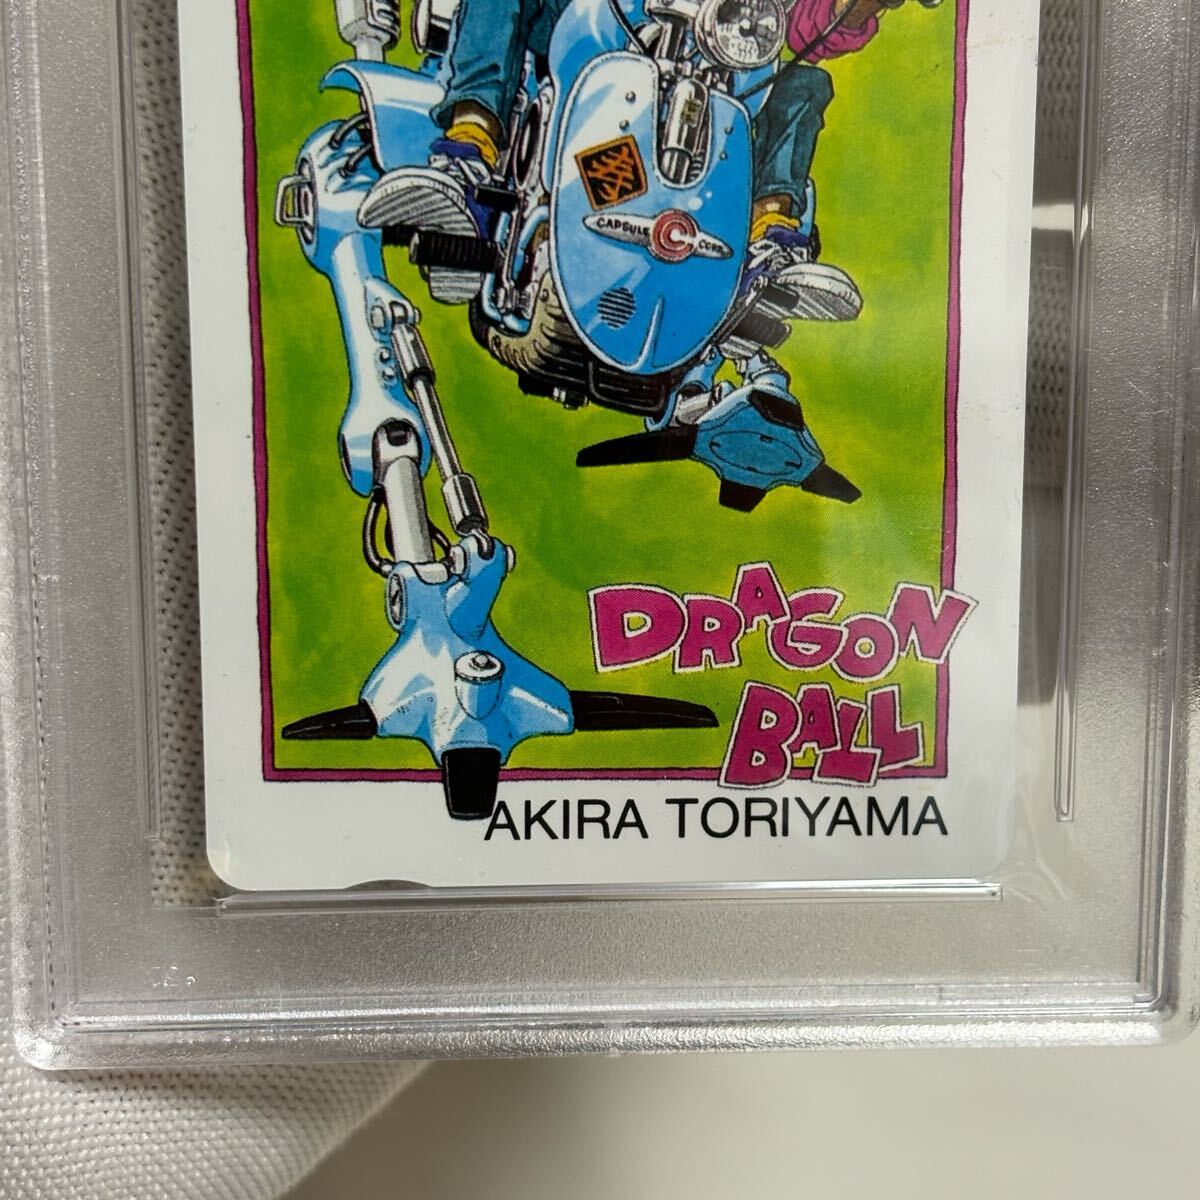 CAPSULE C CORP.
DRAGON
BALL
AKIRA TORIYAMA